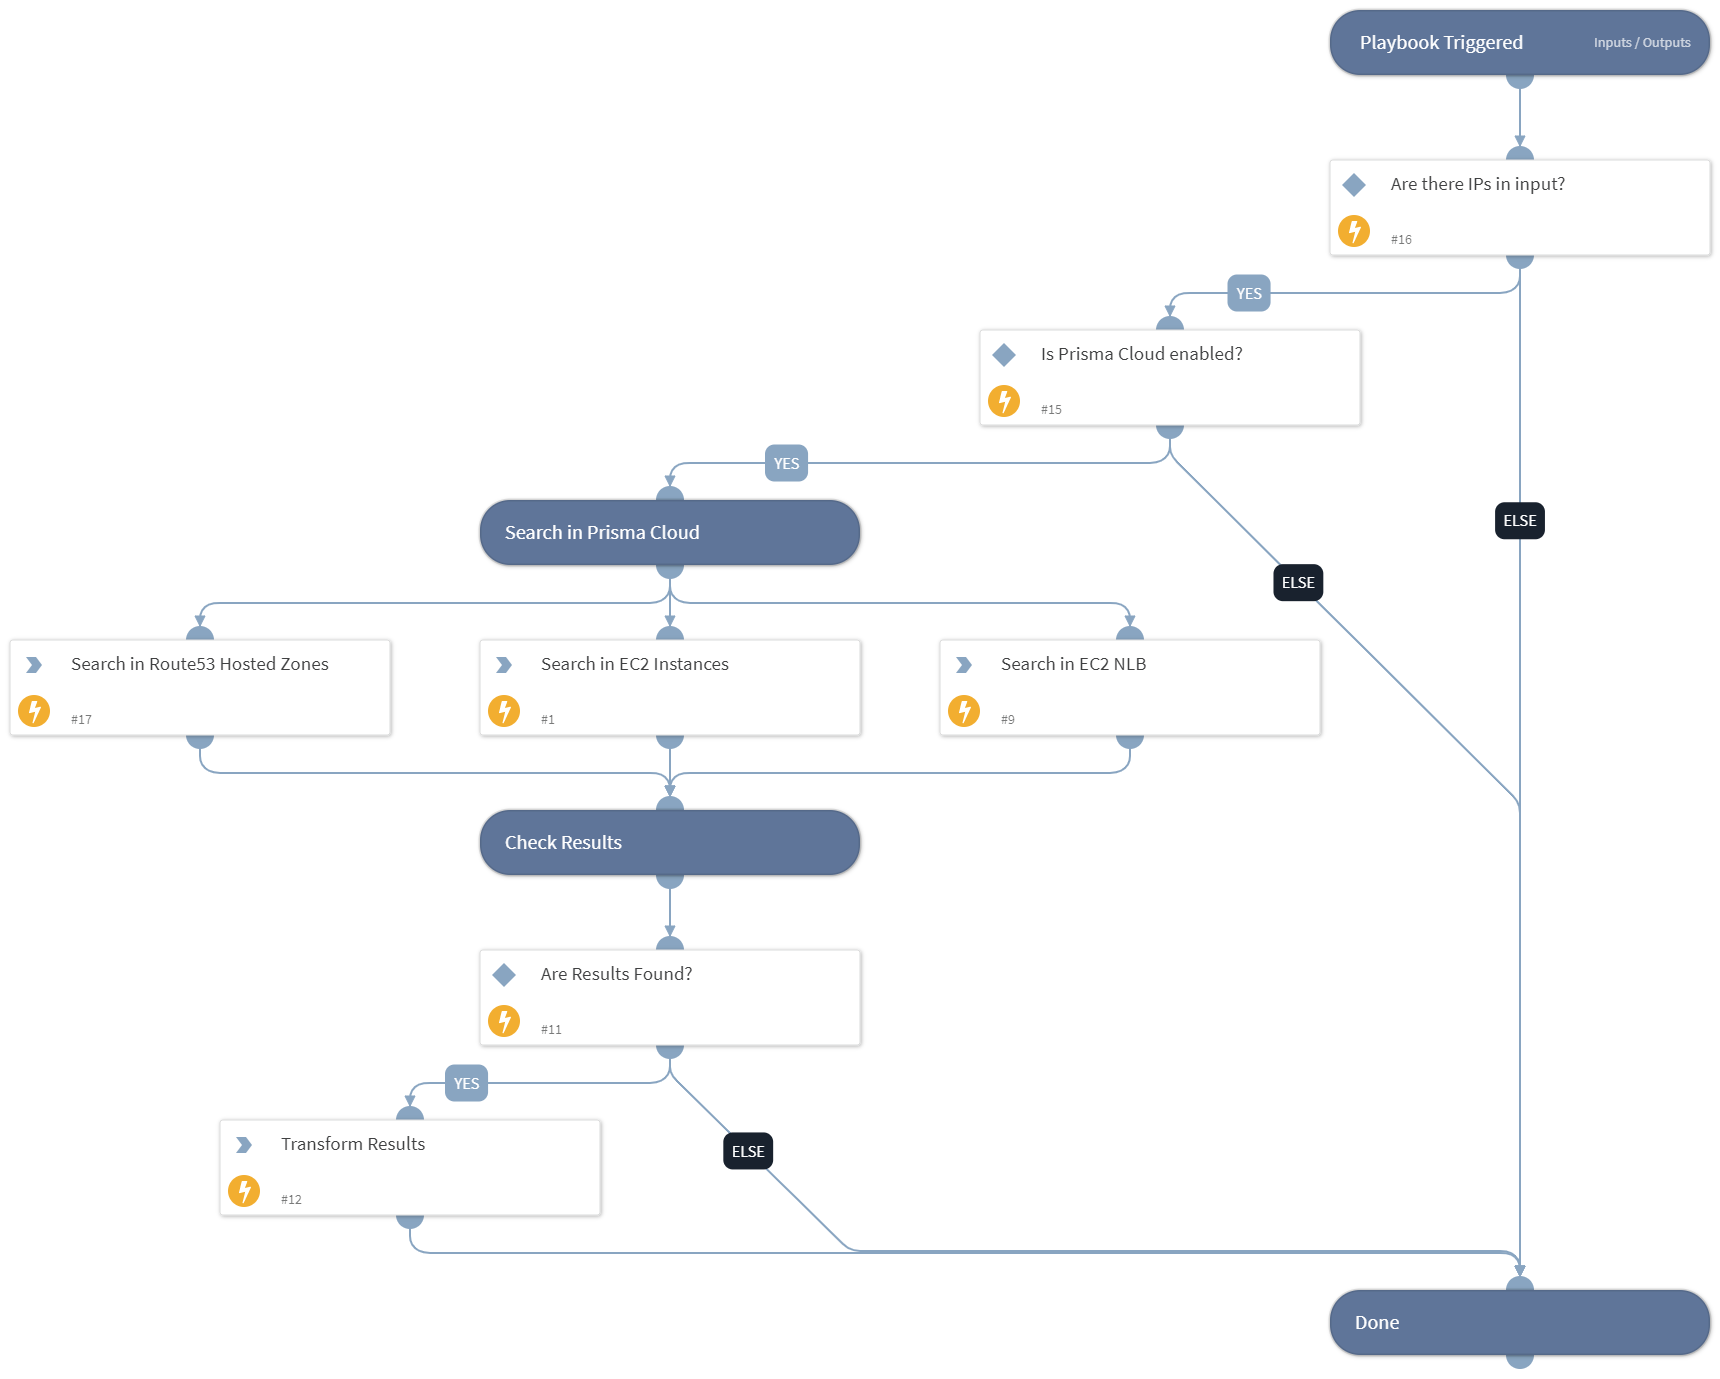 Playbook Triggered
Inputs / Outputs
Are there IPs in input?
#16
YES
Is Prisma Cloud enabled?
#15
YES
ELSE
Search in Prisma Cloud
ELSE
Search in Route53 Hosted Zones
#17
Search in EC2 Instances
#1
Search in EC2 NLB
#9
Check Results
Are Results Found?
#11
YES
Transform Results
#12
ELSE
Done